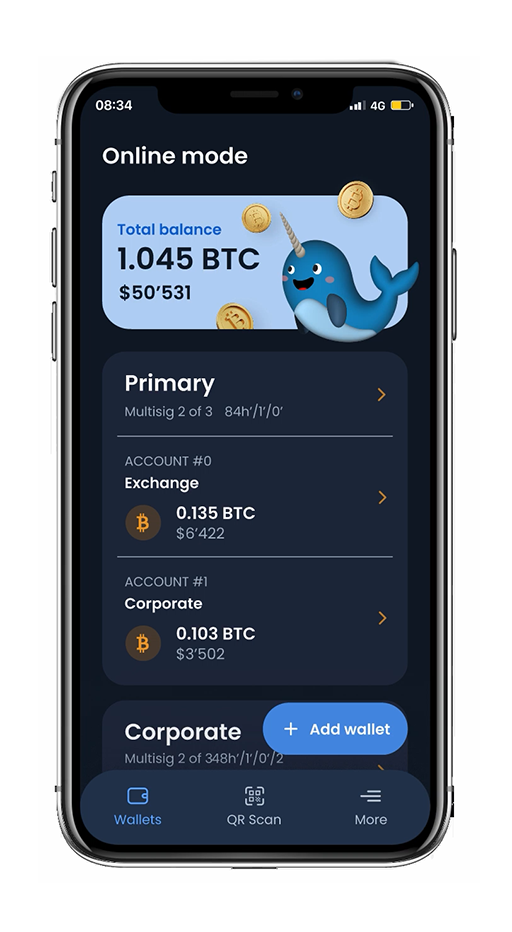 08:34 4G
Online mode
Total balance
1.045 BTC
$50’531
Primary
Multisig 2 of 3 84h’/1’/0’
ACCOUNT #0
Exchange
0.135 BTC
$6’422
ACCOUNT #1
Corporate
0.103 BTC
$3’502
Corporate
+ Add wallet
Multisig 2 of 348h’/1’/0’/2
Wallets QR Scan More